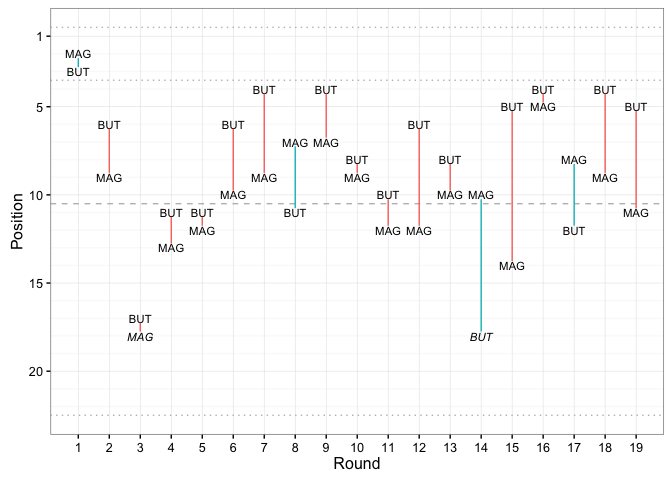 1
MAG
BUT
BUT BUT BUT BUT
5
BUT BUT MAG
BUT BUT BUT
MAG MAG
BUT BUT MAG
MAG MAG MAG MAG
10
MAG BUT MAG MAG
BUT BUT BUT MAG
MAG MAG MAG BUT
MAG
MAG
15
BUT
MAG BUT
20
Position
1 2 3 4 5 6 7 8 9 10 11 12 13 14 15 16 17 18 19
Round